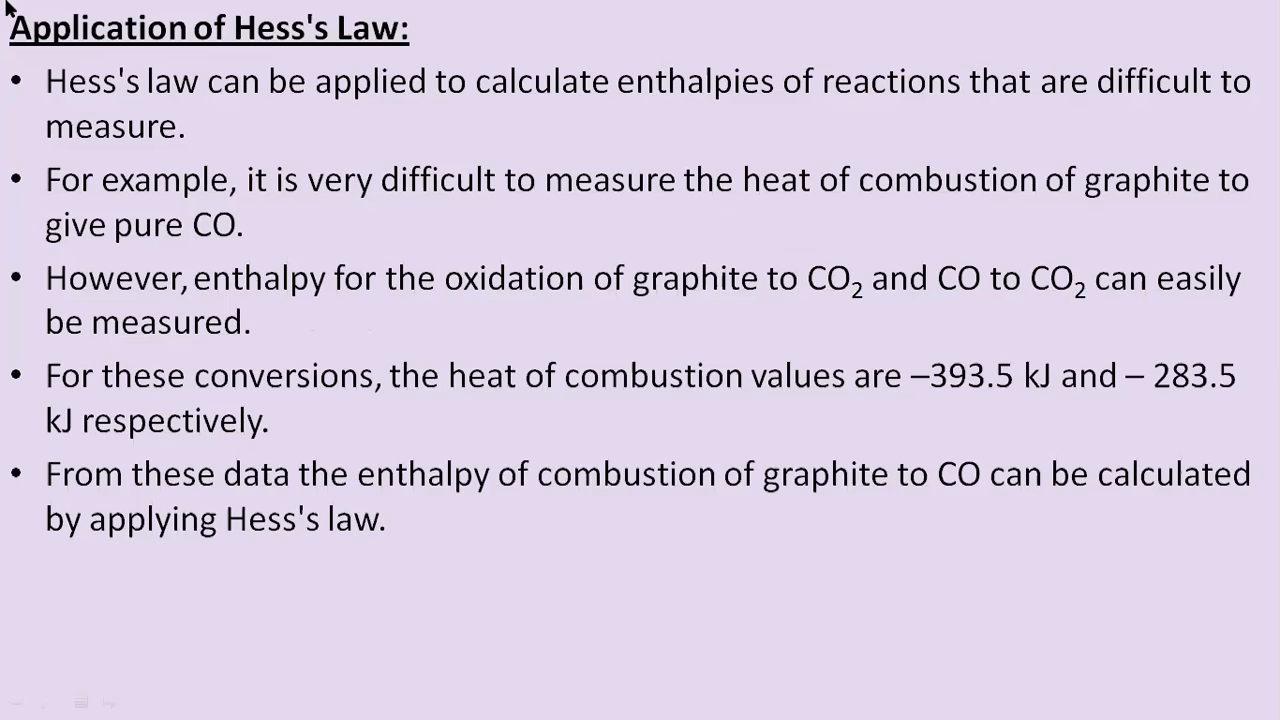 Application of Hess's Law:
• Hess's law can be applied to calculate enthalpies of reactions that are difficult to
measure.
• For example, it is very difficult to measure the heat of combustion of graphite to
give pure CO.
• However, enthalpy for the oxidation of graphite to CO₂ and CO to CO₂ can easily
be measured.
• For these conversions, the heat of combustion values are –393.5 kJ and – 283.5
kJ respectively.
• From these data the enthalpy of combustion of graphite to CO can be calculated
by applying Hess's law.